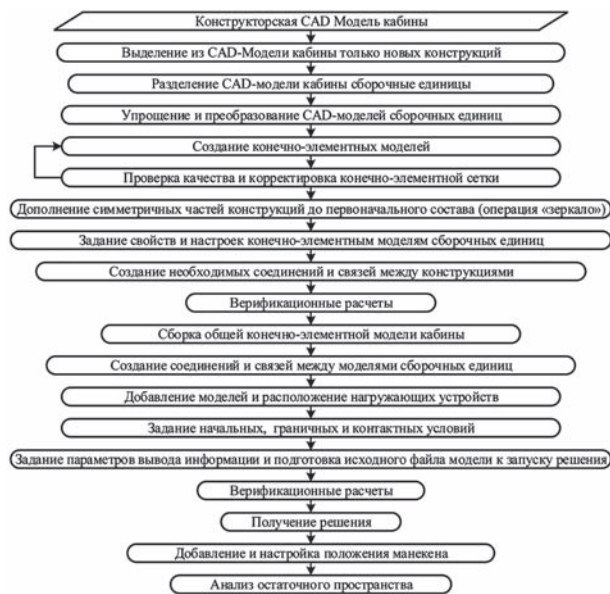 Конструкторская CAD Модель кабины
Выделение из CAD-Модели кабины только новых конструкций
Разделение CAD-модели кабины сборочные единицы
Упрощение и преобразование CAD-моделей сборочных единиц
Создание конечно-элементных моделей
Проверка качества и корректировка конечно-элементной сетки
Дополнение симметричных частей конструкций до первоначального состава (операция «зеркало»)
Задание свойств и настроек конечно-элементным моделям сборочных единиц
Создание необходимых соединений и связей между конструкциями
Верификационные расчеты
Сборка общей конечно-элементной модели кабины
Создание соединений и связей между моделями сборочных единиц
Добавление моделей и расположение нагружающих устройств
Задание начальных, граничных и контактных условий
Задание параметров вывода информации и подготовка исходного файла модели к запуску решения
Верификационные расчеты
Получение решения
Добавление и настройка положения манекена
Анализ остаточного пространства